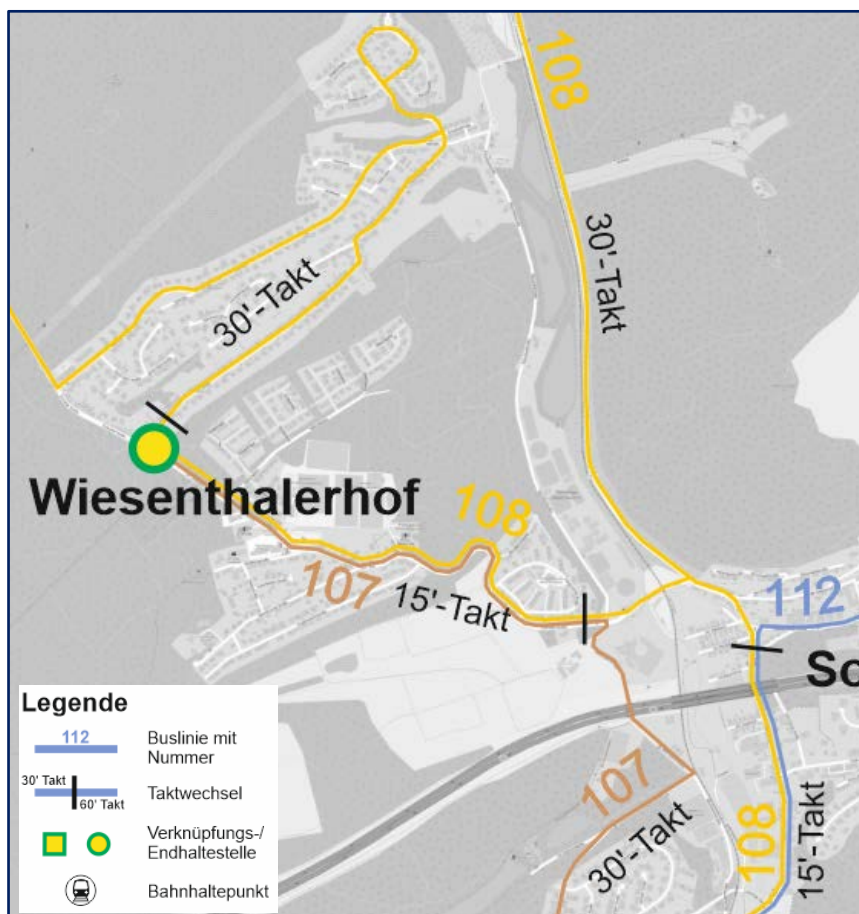 108
30'-Takt
30'-Takt
Wiesenthalerhof
108
107
15'-Takt
112
So
107
30'-Takt
108
15'-Takt
Legende
112
Buslinie mit
Nummer
30' Takt
60' Takt
Taktwechsel
Verknüpfungs-/
Endhaltestelle
Bahnhaltepunkt